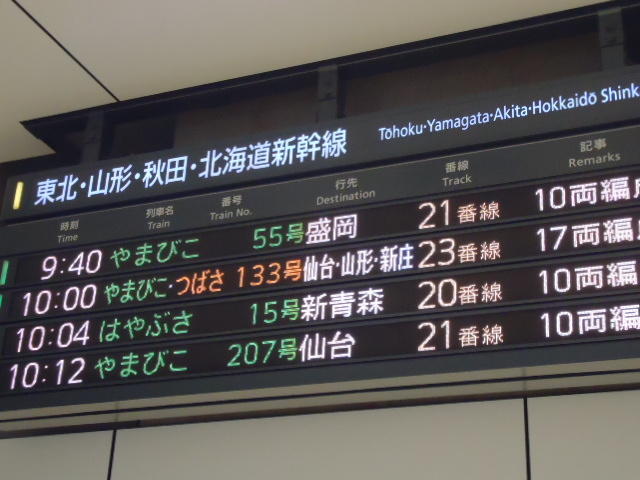 東北・山形・秋田・北海道新幹線 Tōhoku・Yamagata・Akita・Hokkaidō Shink
時刻 列車名 番号 行先 番線 記事
Time Train Train No. Destination Track Remarks
9:40 やまびこ 55号 盛岡 21番線 10両編成
10:00 やまびこ・つばさ 133号 仙台・山形・新庄 23番線 17両編成
10:04 はやぶさ 15号 新青森 20番線 10両編
10:12 やまびこ 207号 仙台 21番線 10両編